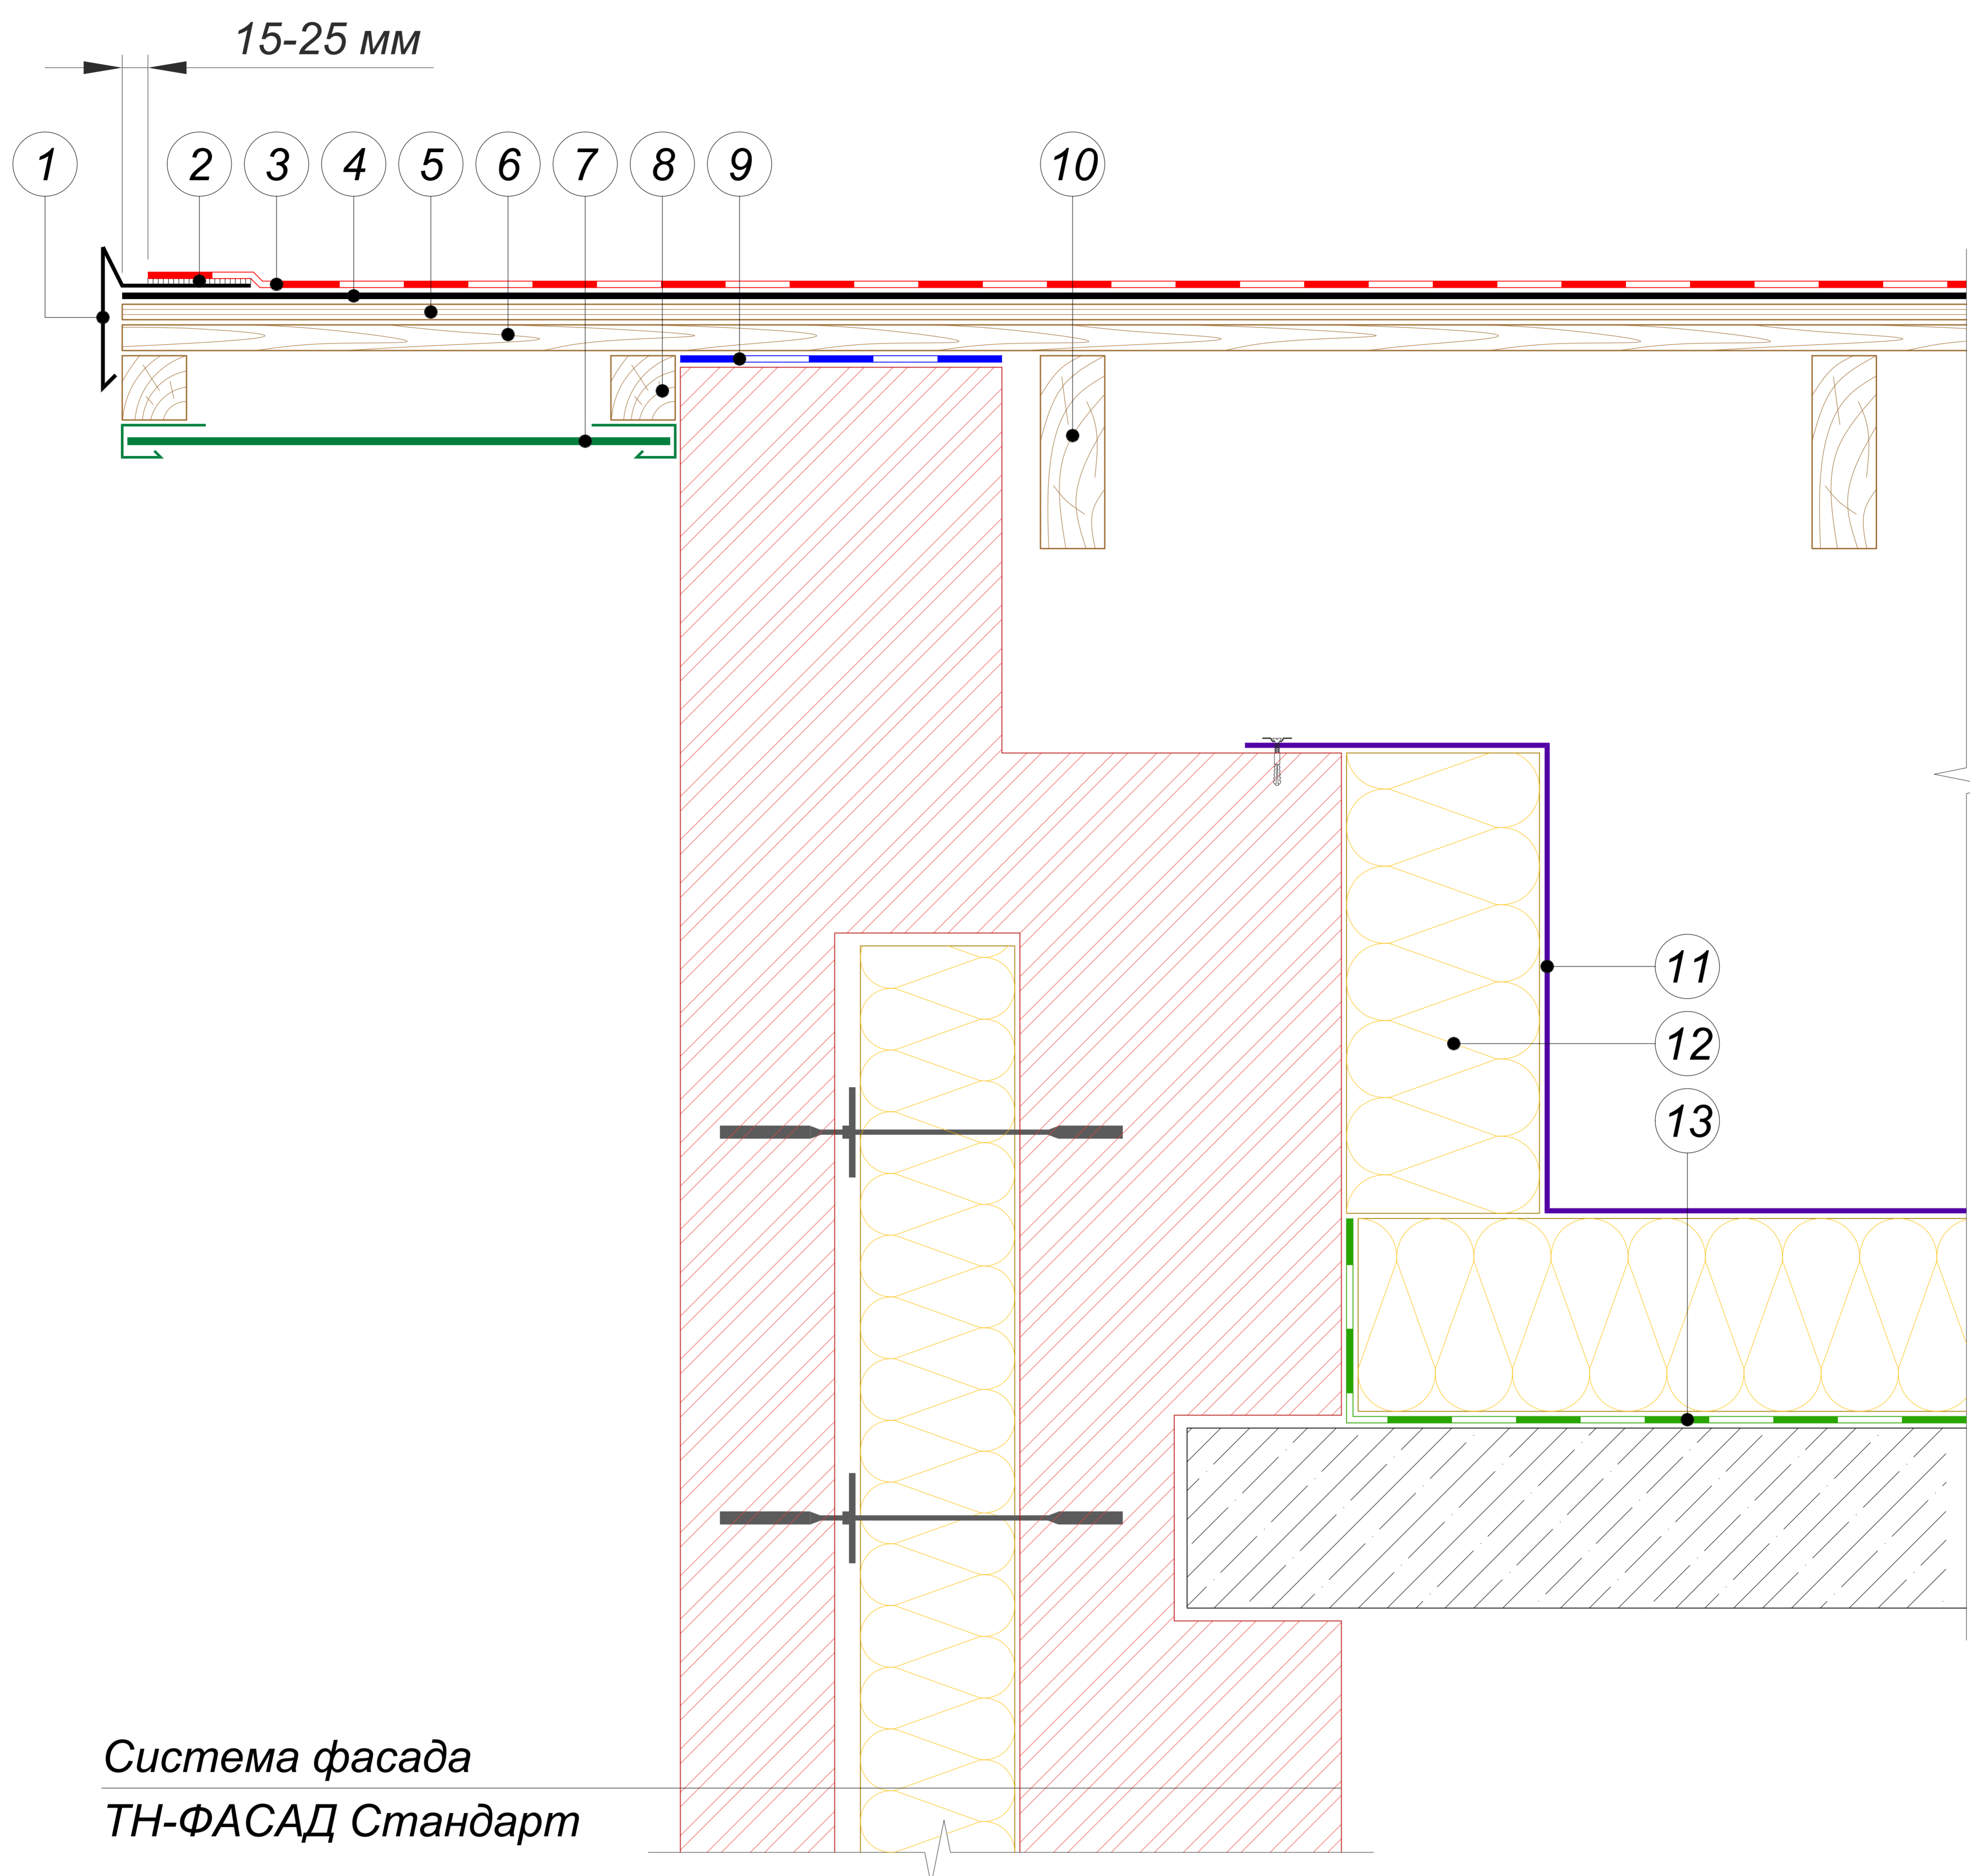 15-25 мм
1 2 3 4 5 6 7 8 9 10
11
12
13
Система фасада
ТН-ФАСАД Стандарт